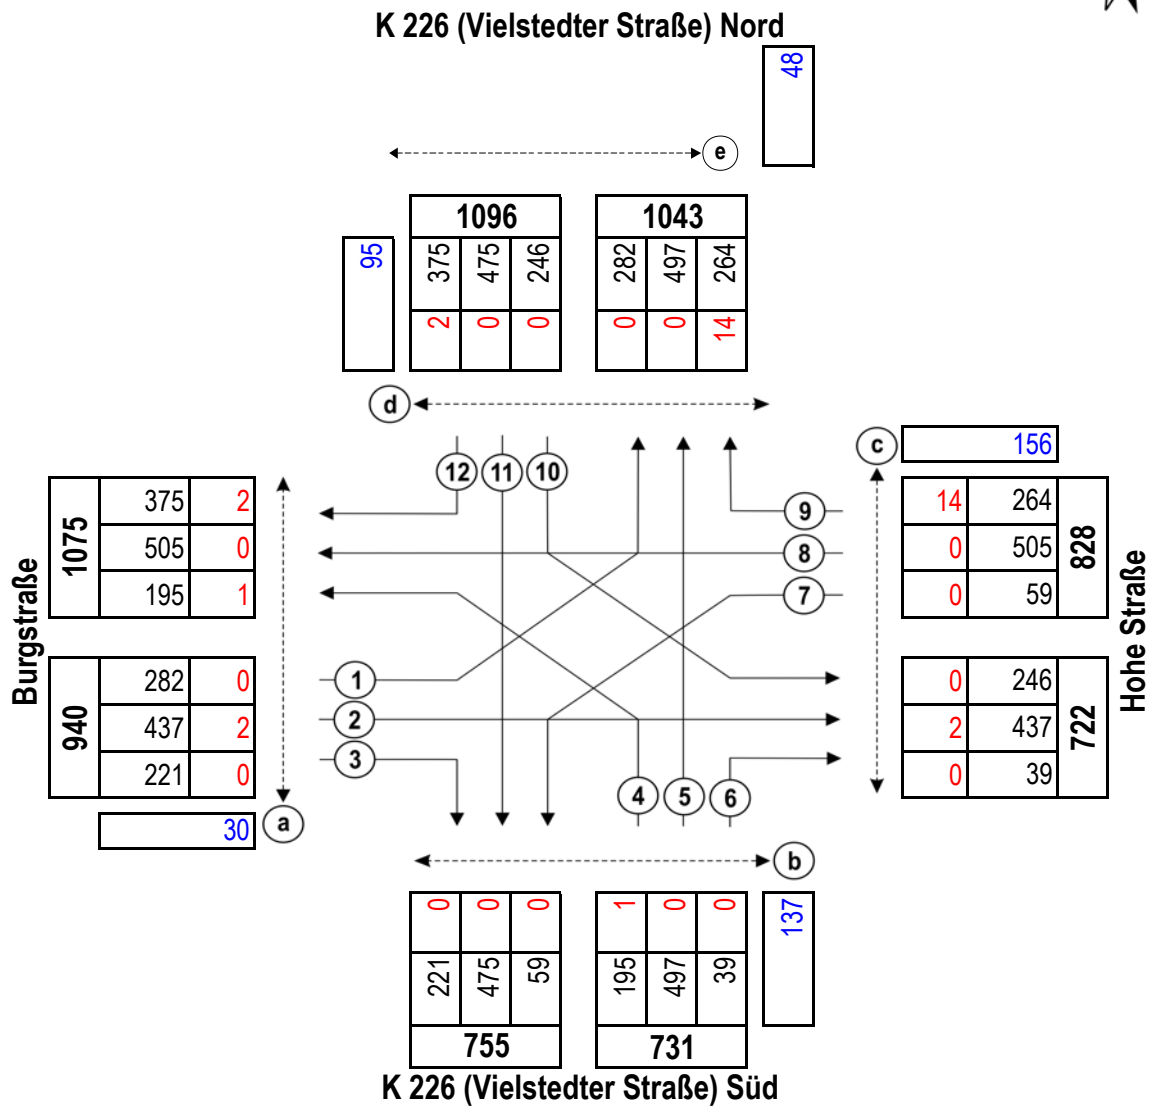 K 226 (Vielstedter Straße) Nord
48
e
1096 1043
95 375 475 246 282 497 264
2 0 0 0 0 14
d
c 156
12 11 10
1075 375 2
505 0
195 1
9
8
7
14 264 828
0 505
0 59
Burgstraße
Hohe Straße
940 282 0
437 2
221 0
1
2
3
4 5 6
0 246 722
2 437
0 39
30 a
b
0 0 0 1 0 0 137
221 475 59 195 497 39
755 731
K 226 (Vielstedter Straße) Süd